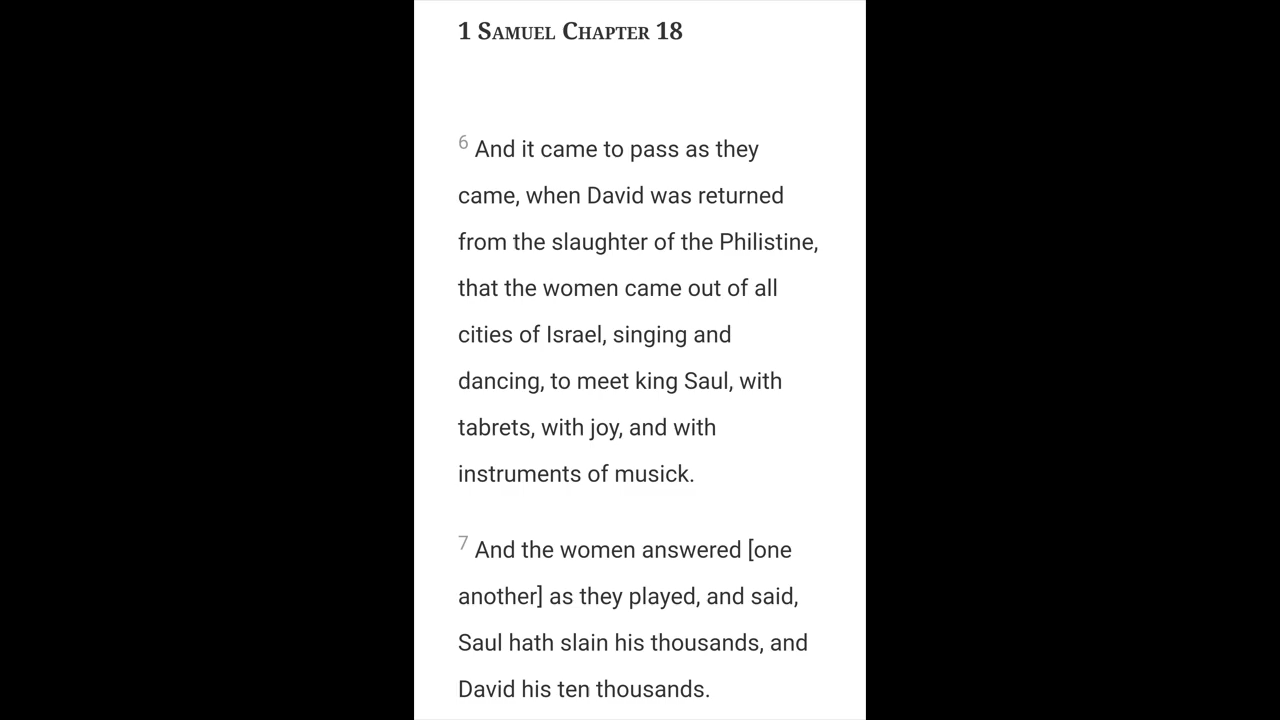 1 Samuel Chapter 18
6 And it came to pass as they
came, when David was returned
from the slaughter of the Philistine,
that the women came out of all
cities of Israel, singing and
dancing, to meet king Saul, with
tabrets, with joy, and with
instruments of musick.
7 And the women answered [one
another] as they played, and said,
Saul hath slain his thousands, and
David his ten thousands.